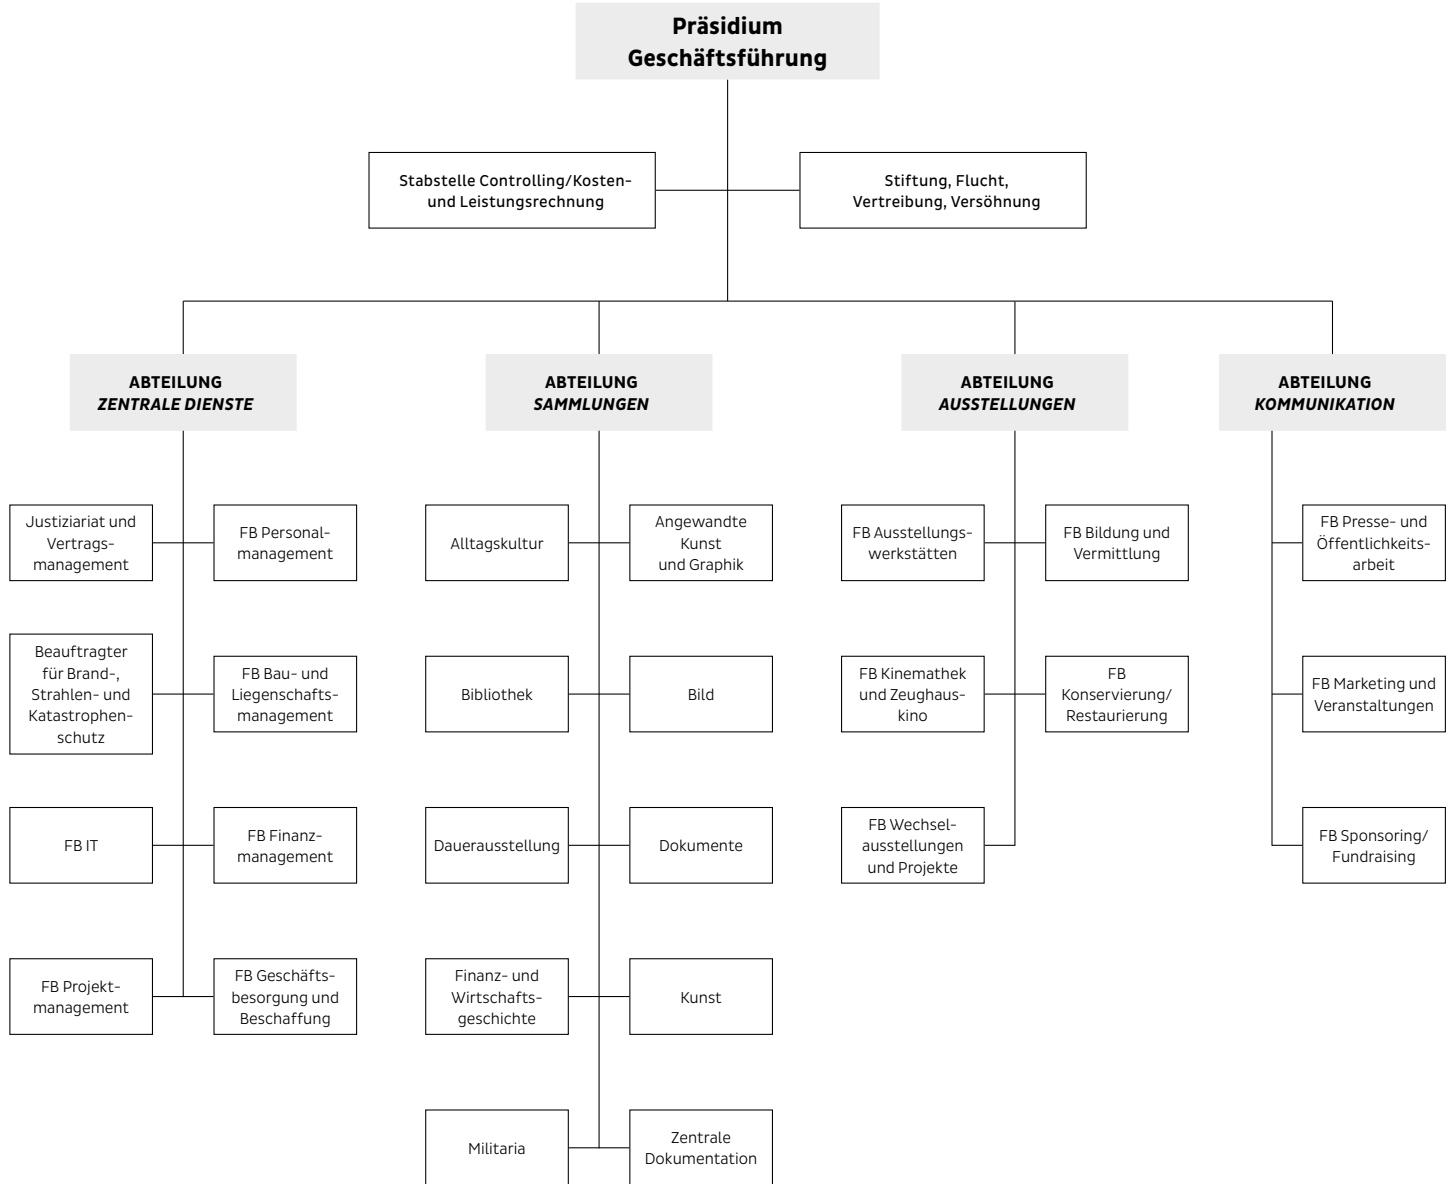 Präsidium
Geschäftsführung
Stabstelle Controlling/Kosten-
und Leistungsrechnung
Stiftung, Flucht,
Vertreibung, Versöhnung
ABTEILUNG
ZENTRALE DIENSTE
ABTEILUNG
SAMMLUNGEN
ABTEILUNG
AUSSTELLUNGEN
ABTEILUNG
KOMMUNIKATION
Justiziariat und
Vertrags-
management
FB Personal-
management
Alltagskultur
Angewandte
Kunst
und Graphik
FB Ausstellungs-
werkstätten
FB Bildung und
Vermittlung
FB Presse- und
Öffentlichkeits-
arbeit
Beauftragter
für Brand-,
Strahlen- und
Katastrophen-
schutz
FB Bau- und
Liegenschafts-
management
Bibliothek
Bild
FB Kinemathek
und Zeughaus-
kino
FB
Konservierung/
Restaurierung
FB Marketing und
Veranstaltungen
FB IT
FB Finanz-
management
Dauerausstellung
Dokumente
FB Wechsel-
ausstellungen
und Projekte
FB Sponsoring/
Fundraising
FB Projekt-
management
FB Geschäfts-
besorgung und
Beschaffung
Finanz- und
Wirtschafts-
geschichte
Kunst
Militaria
Zentrale
Dokumentation